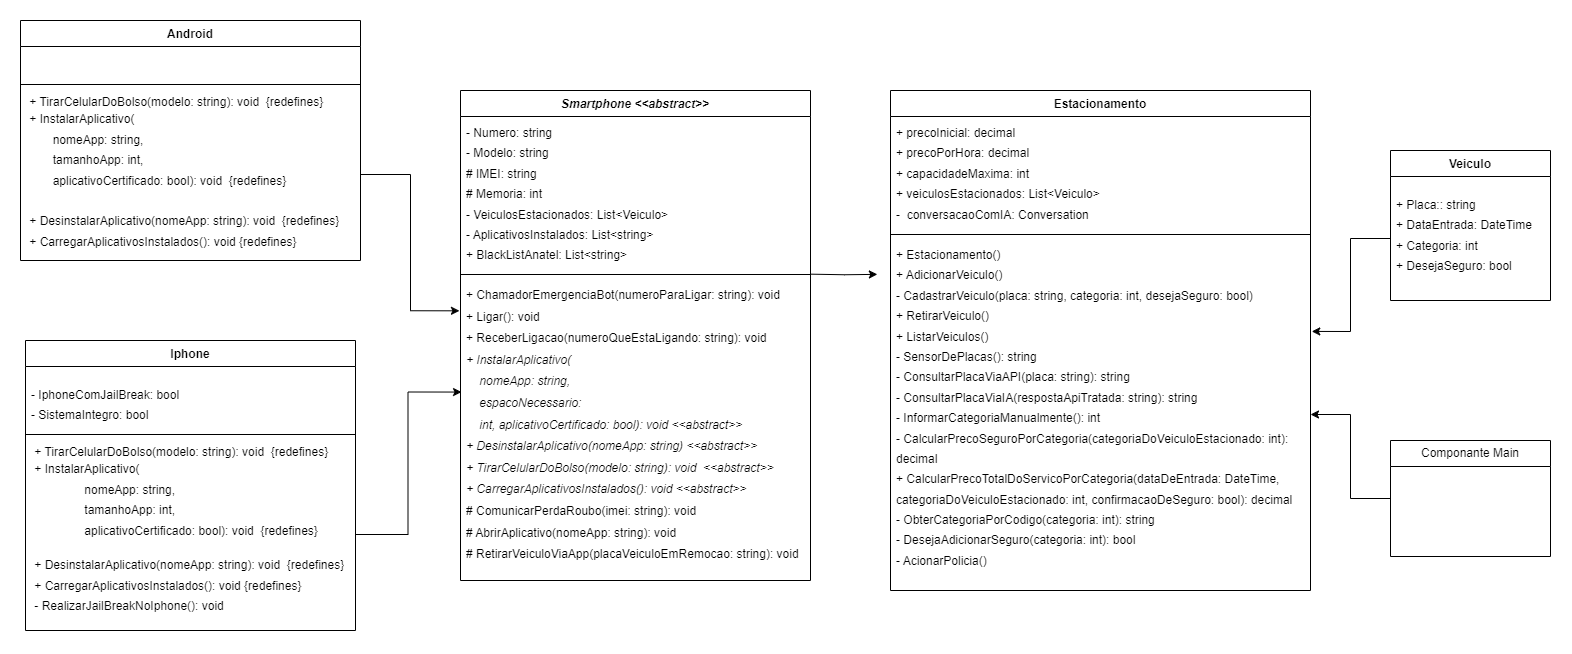 Android
+ TirarCelularDoBolso(modelo: string): void {redefines}
+ InstalarAplicativo(
nomeApp: string,
tamanhoApp: int,
aplicativoCertificado: bool): void {redefines}
+ DesinstalarAplicativo(nomeApp: string): void {redefines}
+ CarregarAplicativosInstalados(): void {redefines}
Iphone
- IphoneComJailBreak: bool
- SistemaIntegro: bool
+ TirarCelularDoBolso(modelo: string): void {redefines}
+ InstalarAplicativo(
nomeApp: string,
tamanhoApp: int,
aplicativoCertificado: bool): void {redefines}
+ DesinstalarAplicativo(nomeApp: string): void {redefines}
+ CarregarAplicativosInstalados(): void {redefines}
- RealizarJailBreakNoIphone(): void
Smartphone <<abstract>>
- Numero: string
- Modelo: string
# IMEI: string
# Memoria: int
- VeiculosEstacionados: List<Veiculo>
- AplicativosInstalados: List<string>
+ BlackListAnatel: List<string>
+ ChamadorEmergenciaBot(numeroParaLigar: string): void
+ Ligar(): void
+ ReceberLigacao(numeroQueEstaLigando: string): void
+ InstalarAplicativo(
nomeApp: string,
espacoNecessario:
int, aplicativoCertificado: bool): void <<abstract>>
+ DesinstalarAplicativo(nomeApp: string) <<abstract>>
+ TirarCelularDoBolso(modelo: string): void <<abstract>>
+ CarregarAplicativosInstalados(): void <<abstract>>
# ComunicarPerdaRoubo(imei: string): void
# AbrirAplicativo(nomeApp: string): void
# RetirarVeiculoViaApp(placaVeiculoEmRemocao: string): void
Estacionamento
+ precoInicial: decimal
+ precoPorHora: decimal
+ capacidadeMaxima: int
+ veiculosEstacionados: List<Veiculo>
- conversacaoComIA: Conversation
+ Estacionamento()
+ AdicionarVeiculo()
- CadastrarVeiculo(placa: string, categoria: int, desejaSeguro: bool)
+ RetirarVeiculo()
+ ListarVeiculos()
- SensorDePlacas(): string
- ConsultarPlacaViaAPI(placa: string): string
- ConsultarPlacaViaIA(respostaApiTratada: string): string
- InformarCategoriaManualmente(): int
- CalcularPrecoSeguroPorCategoria(categoriaDoVeiculoEstacionado: int):
decimal
+ CalcularPrecoTotalDoServicoPorCategoria(dataDeEntrada: DateTime,
categoriaDoVeiculoEstacionado: int, confirmacaoDeSeguro: bool): decimal
- ObterCategoriaPorCodigo(categoria: int): string
- DesejaAdicionarSeguro(categoria: int): bool
- AcionarPolicia()
Veiculo
+ Placa:: string
+ DataEntrada: DateTime
+ Categoria: int
+ DesejaSeguro: bool
Componante Main